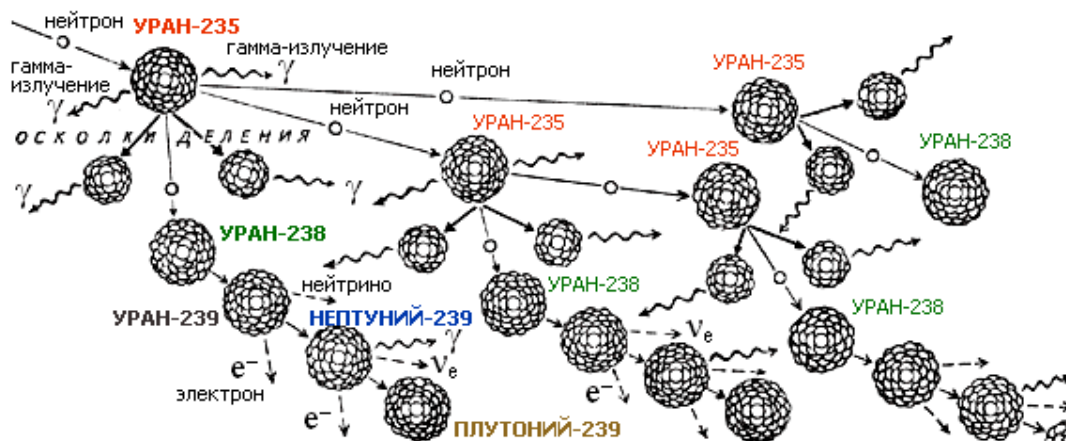 нейтрон
УРАН-235
гамма-излучение
γ
гамма-
излучение
γ
нейтрон
нейтрон
УРАН-235
ОСКОЛКИ ДЕЛЕНИЯ
УРАН-235
УРАН-235
УРАН-238
γ
γ
УРАН-238
нейтрино
УРАН-238
УРАН-238
УРАН-239
НЕПТУНИЙ-239
γ
νe
νe
e⁻
электрон
e⁻
e⁻
ПЛУТОНИЙ-239